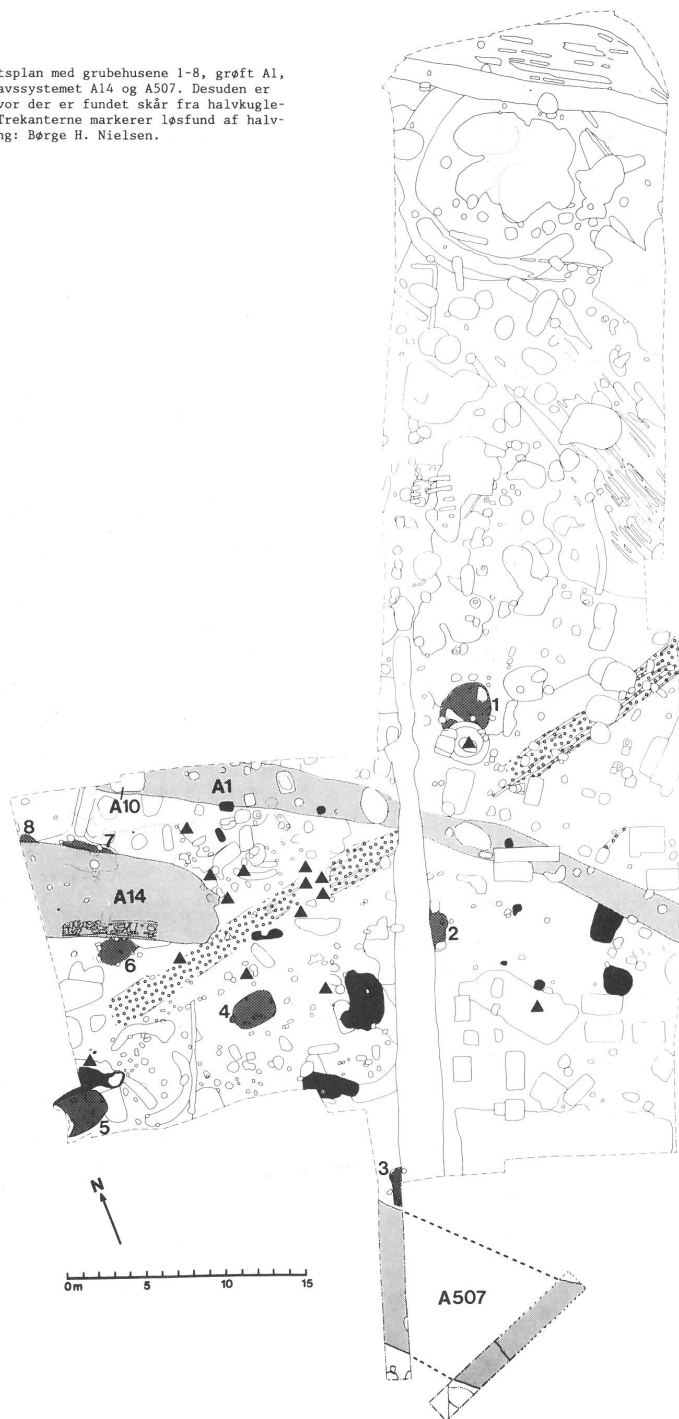 tsplan med grubehusene 1-8, grøft A1,
avssystemet A14 og A507. Desuden er
vor der er fundet skår fra halvkugle-
Trekanterne markerer løsfund af halv-
ng: Børge H. Nielsen.
1
A1
A10
8
7
A14
2
6
4
5
3
N
0m 5 10 15
A507